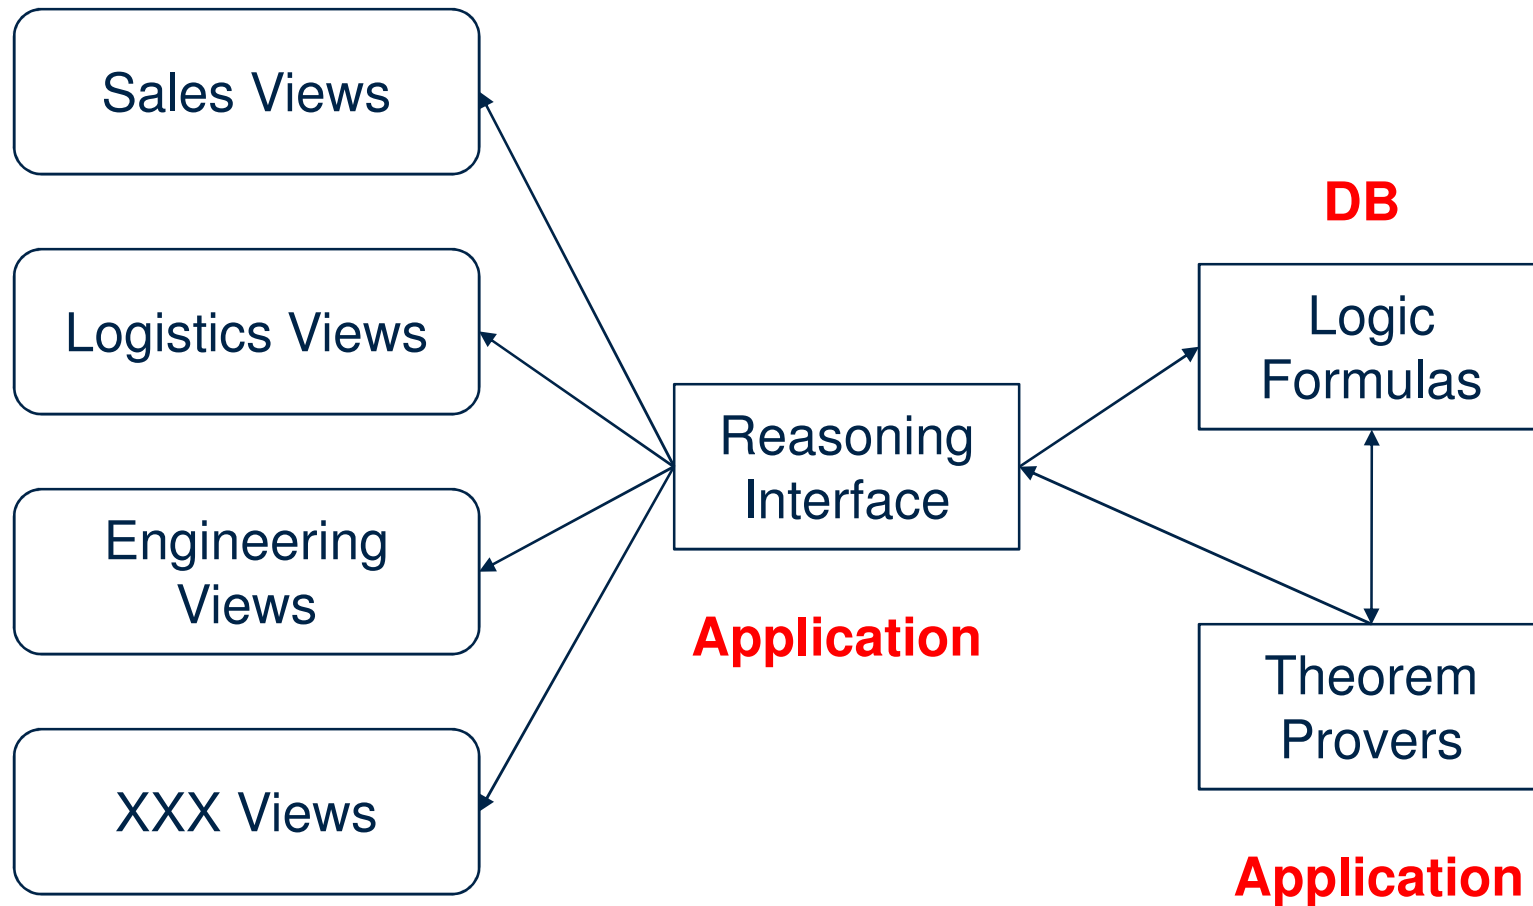 Sales Views
Logistics Views
Engineering
Views
XXX Views
Reasoning
Interface
Application
DB
Logic
Formulas
Theorem
Provers
Application